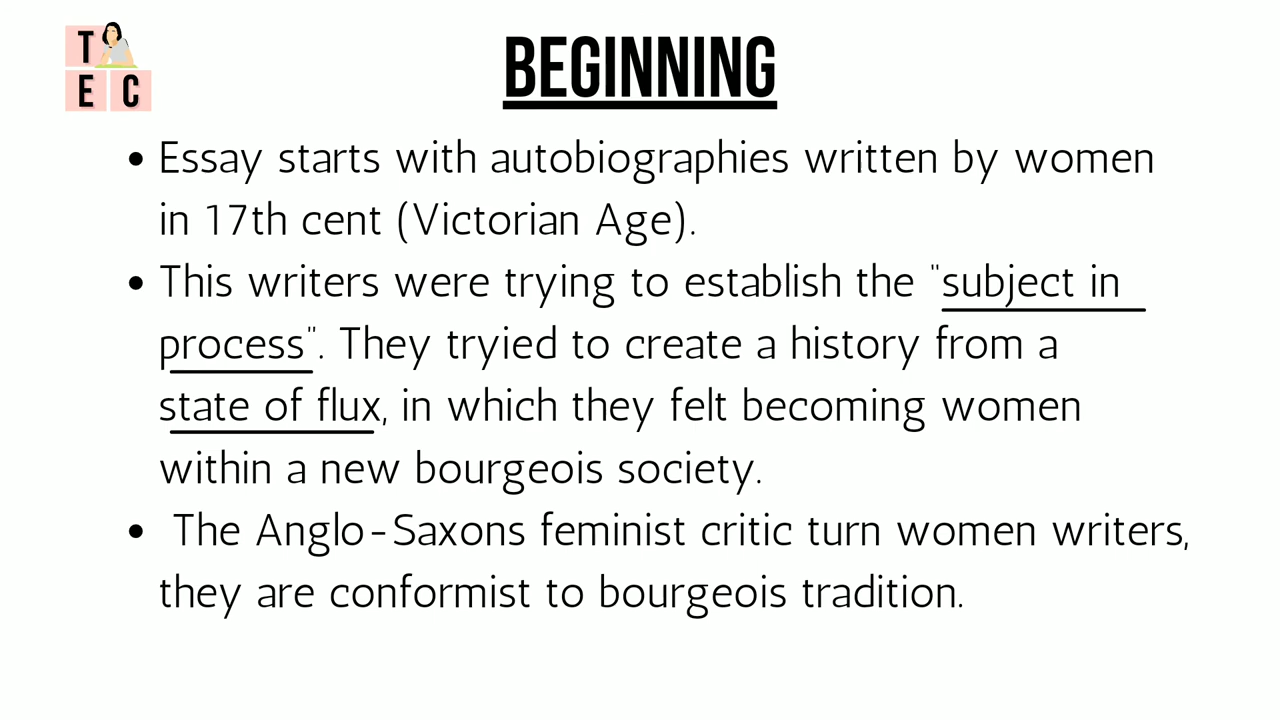 T
E C
BEGINNING
• Essay starts with autobiographies written by women
in 17th cent (Victorian Age).
• This writers were trying to establish the "subject in
process". They tryied to create a history from a
state of flux, in which they felt becoming women
within a new bourgeois society.
• The Anglo-Saxons feminist critic turn women writers,
they are conformist to bourgeois tradition.